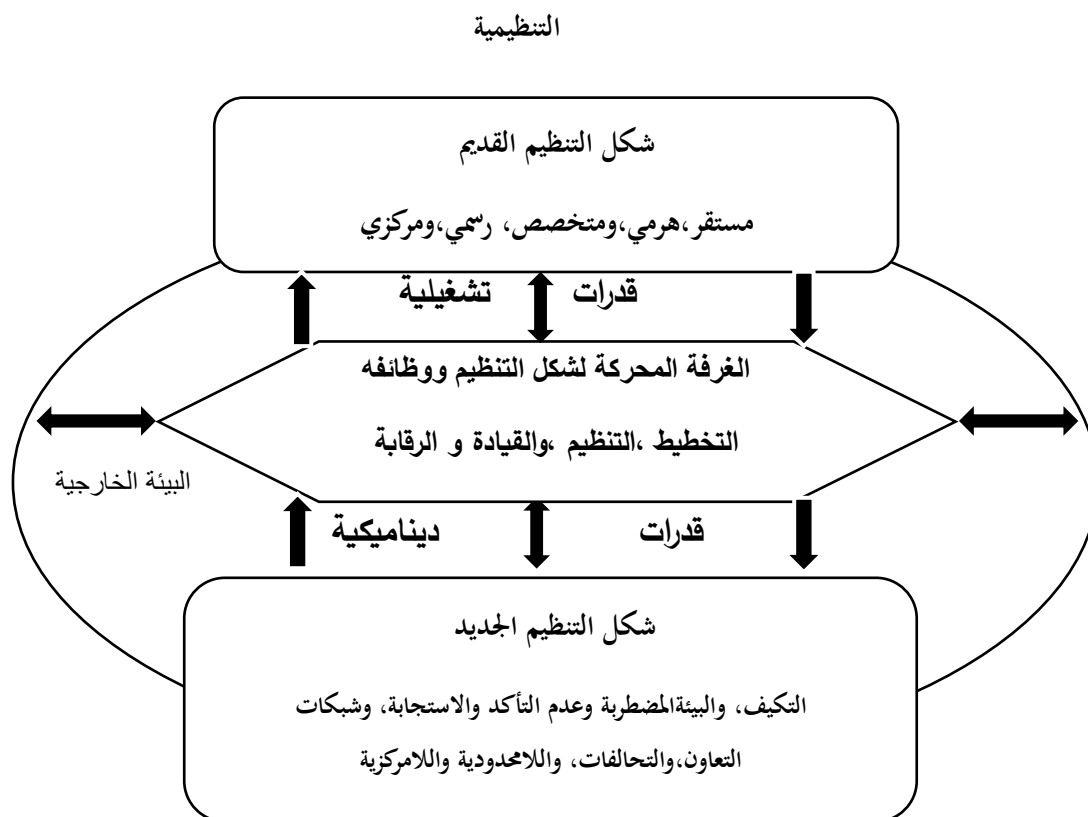 التنظيمية
شكل التنظيم القديم
مستقر،هرمي،ومتخصص، رسمي،ومركزي
قدرات تشغيلية
الغرفة المحركة لشكل التنظيم ووظائفه
التخطيط ،التنظيم ،والقيادة و الرقابة
البيئة الخارجية
قدرات ديناميكية
شكل التنظيم الجديد
التكيف، والبيئةالمضطربة وعدم التأكد والاستجابة، وشبكات
التعاون،والتحالفات، واللامحدودية واللامركزية